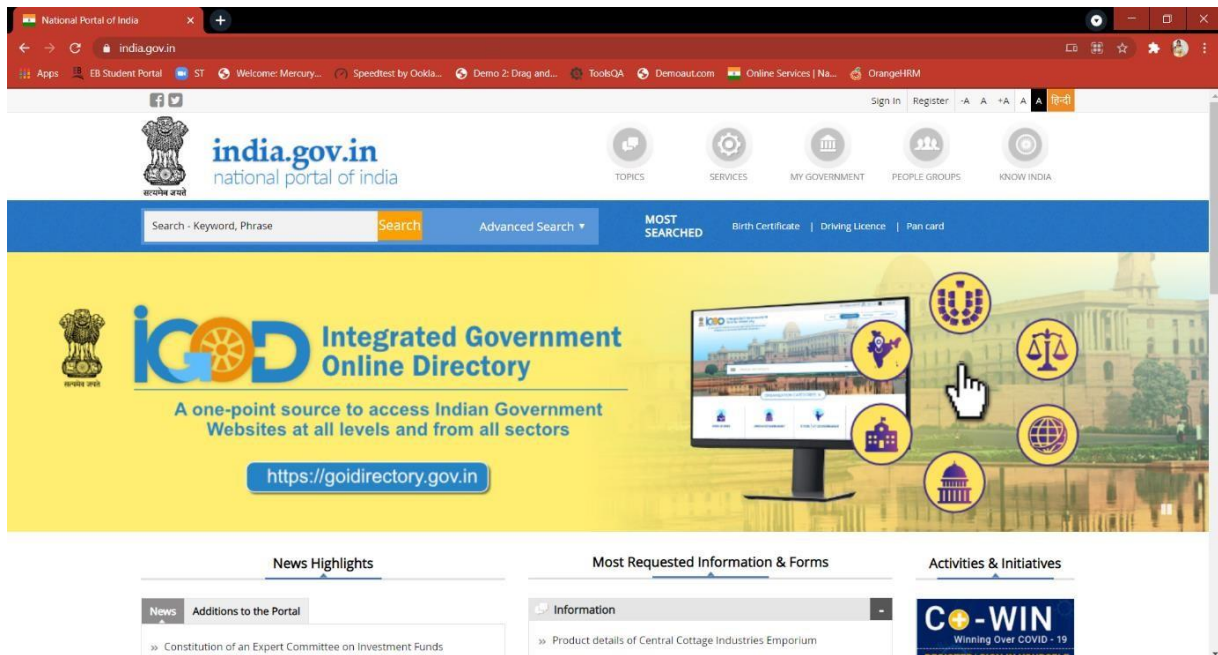 National Portal of India
india.gov.in
Apps EB Student Portal ST Welcome: Mercury... Speedtest by Ookla... Demo 2: Drag and... ToolsQA Demoaut.com Online Services | Na... OrangeHRM
Sign In Register -A A +A A A हिन्दी
सत्यमेव जयते
india.gov.in
national portal of india
TOPICS SERVICES MY GOVERNMENT PEOPLE GROUPS KNOW INDIA
Search - Keyword, Phrase Search Advanced Search MOST SEARCHED Birth Certificate | Driving Licence | Pan card
सत्यमेव जयते
iGOD Integrated Government
Online Directory
A one-point source to access Indian Government
Websites at all levels and from all sectors
https://goidirectory.gov.in
News Highlights Most Requested Information & Forms Activities & Initiatives
News Additions to the Portal
Constitution of an Expert Committee on Investment Funds
Information -
Product details of Central Cottage Industries Emporium
CO-WIN
Winning Over COVID - 19